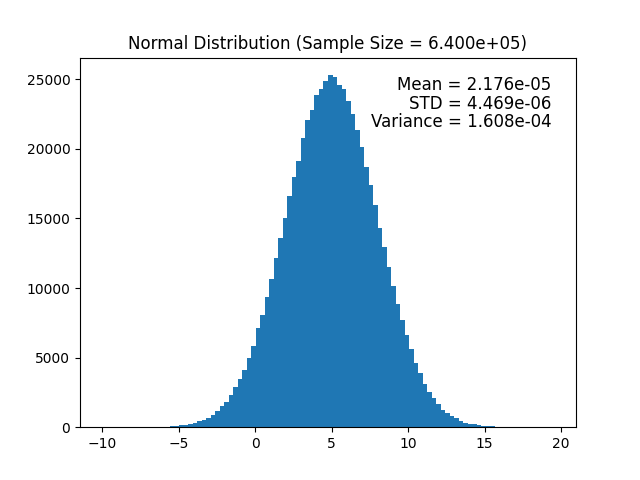 Normal Distribution (Sample Size = 6.400e+05)
Mean = 2.176e-05
STD = 4.469e-06
Variance = 1.608e-04
25000
20000
15000
10000
5000
0
−10 −5 0 5 10 15 20